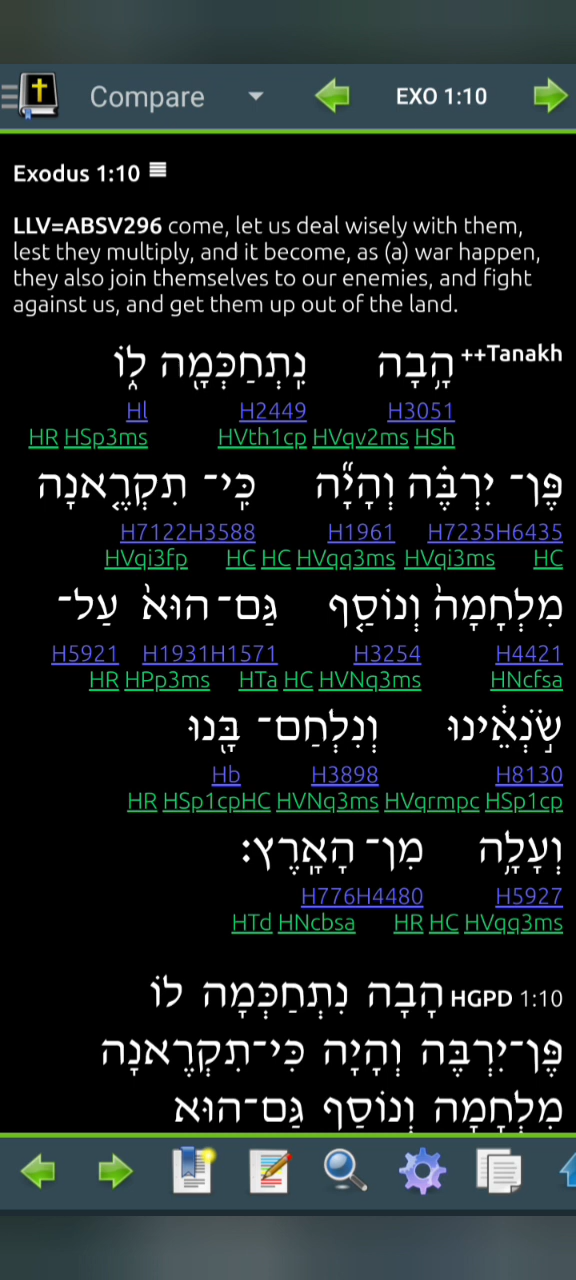 Compare
EXO 1:10
Exodus 1:10
LLV=ABSV296 come, let us deal wisely with them,
lest they multiply, and it become, as (a) war happen,
they also join themselves to our enemies, and fight
against us, and get them up out of the land.
++Tanakh הָ֥בָה נִֽתְחַכְּמָ֖ה ל֑וֹ
H3051 H2449 Hl
HR HSp3ms HVth1cp HVqv2ms HSh
פֶּן־ יִרְבֶּ֗ה וְהָיָ֞ה כִּֽי־ תִקְרֶ֤אנָה
H7122H3588 H1961 H7235H6435
HVqi3fp HC HC HVqq3ms HVqi3ms HC
מִלְחָמָה֙ וְנוֹסַ֤ף גַּם־ הוּא֙ עַל־
H5921 H1931H1571 H3254 H4421
HR HPp3ms HTa HC HVNq3ms HNcfsa
שֹׂ֣נְאֵ֔ינוּ וְנִלְחַם־ בָּ֖נוּ
Hb H3898 H8130
HR HSp1cpHC HVNq3ms HVqrmpc HSp1cp
וְעָלָ֥ה מִן־ הָאָֽרֶץ׃
H776H4480 H5927
HTd HNcbsa HR HC HVqq3ms
HGPD 1:10 הָבָה נִתְחַכְּמָה לוֹ
פֶּן־יִרְבֶּה וְהָיָה כִּי־תִקְרֶאנָה
מִלְחָמָה וְנוֹסַף גַּם־הוּא